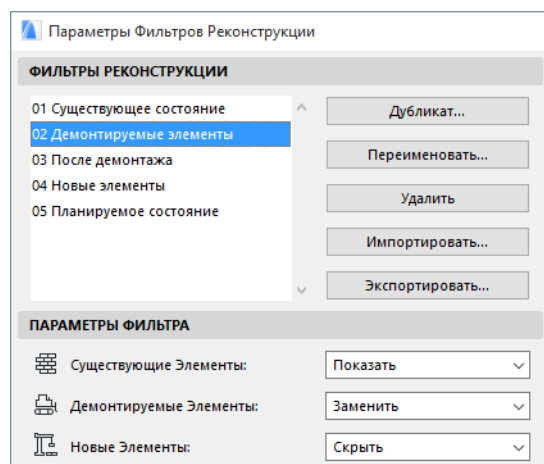 Параметры Фильтров Реконструкции
ФИЛЬТРЫ РЕКОНСТРУКЦИИ
01 Существующее состояние
02 Демонтируемые элементы
03 После демонтажа
04 Новые элементы
05 Планируемое состояние
Дубликат...
Переименовать...
Удалить
Импортировать...
Экспортировать...
ПАРАМЕТРЫ ФИЛЬТРА
Существующие Элементы: Показать
Демонтируемые Элементы: Заменить
Новые Элементы: Скрыть